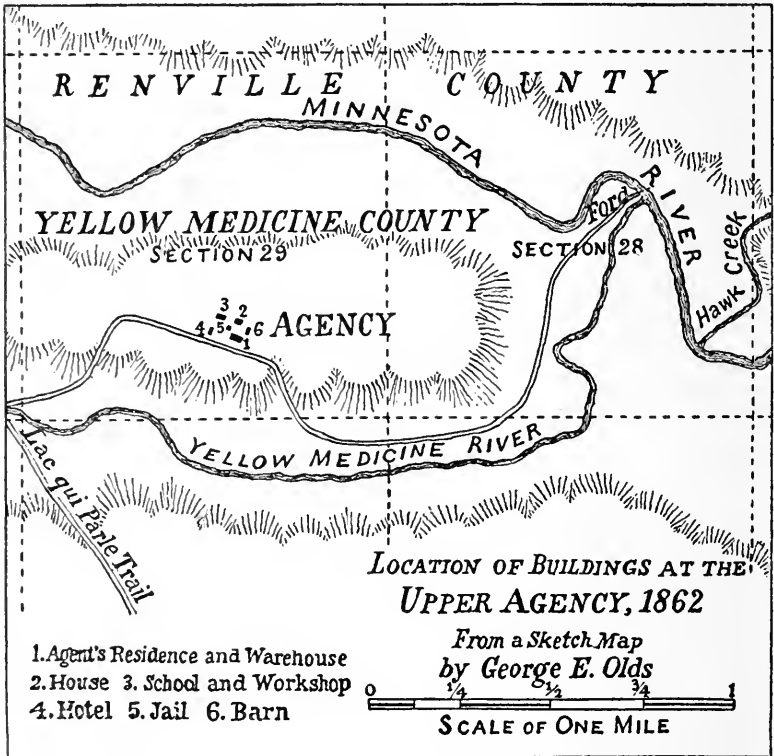 RENVILLE COUNTY
MINNESOTA RIVER
Ford
YELLOW MEDICINE COUNTY
SECTION 29
SECTION 28
Hawk Creek
3
2
4 5 6 AGENCY
1
YELLOW MEDICINE RIVER
Lac qui Parle Trail
LOCATION OF BUILDINGS AT THE
UPPER AGENCY, 1862
From a Sketch Map
by George E. Olds
1. Agent's Residence and Warehouse
2. House 3. School and Workshop
4. Hotel 5. Jail 6. Barn
0 1/4 1/2 3/4 1
SCALE OF ONE MILE